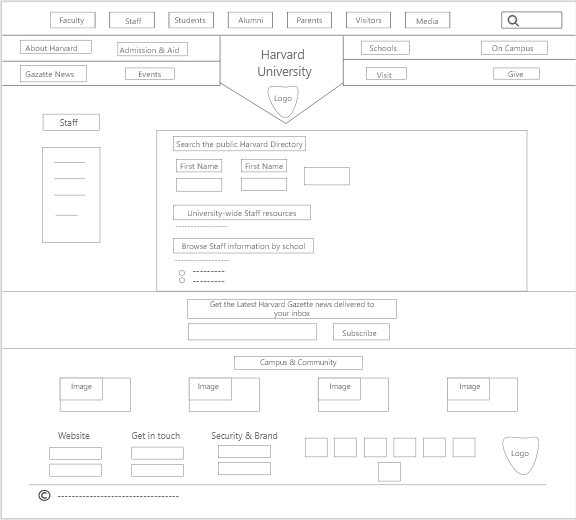 Faculty
Staff
Students
Alumni
Parents
Visitors
Media
About Harvard
Admission & Aid
Harvard
University
Schools
On Campus
Gazatte News
Events
Visit
Give
Logo
Staff
Search the public Harvard Directory
First Name
First Name
University-wide Staff resources
Browse Staff information by school
Get the Latest Harvard Gazette news delivered to
your inbox
Subscribe
Campus & Community
Image
Image
Image
Image
Website
Get in touch
Security & Brand
Logo
©